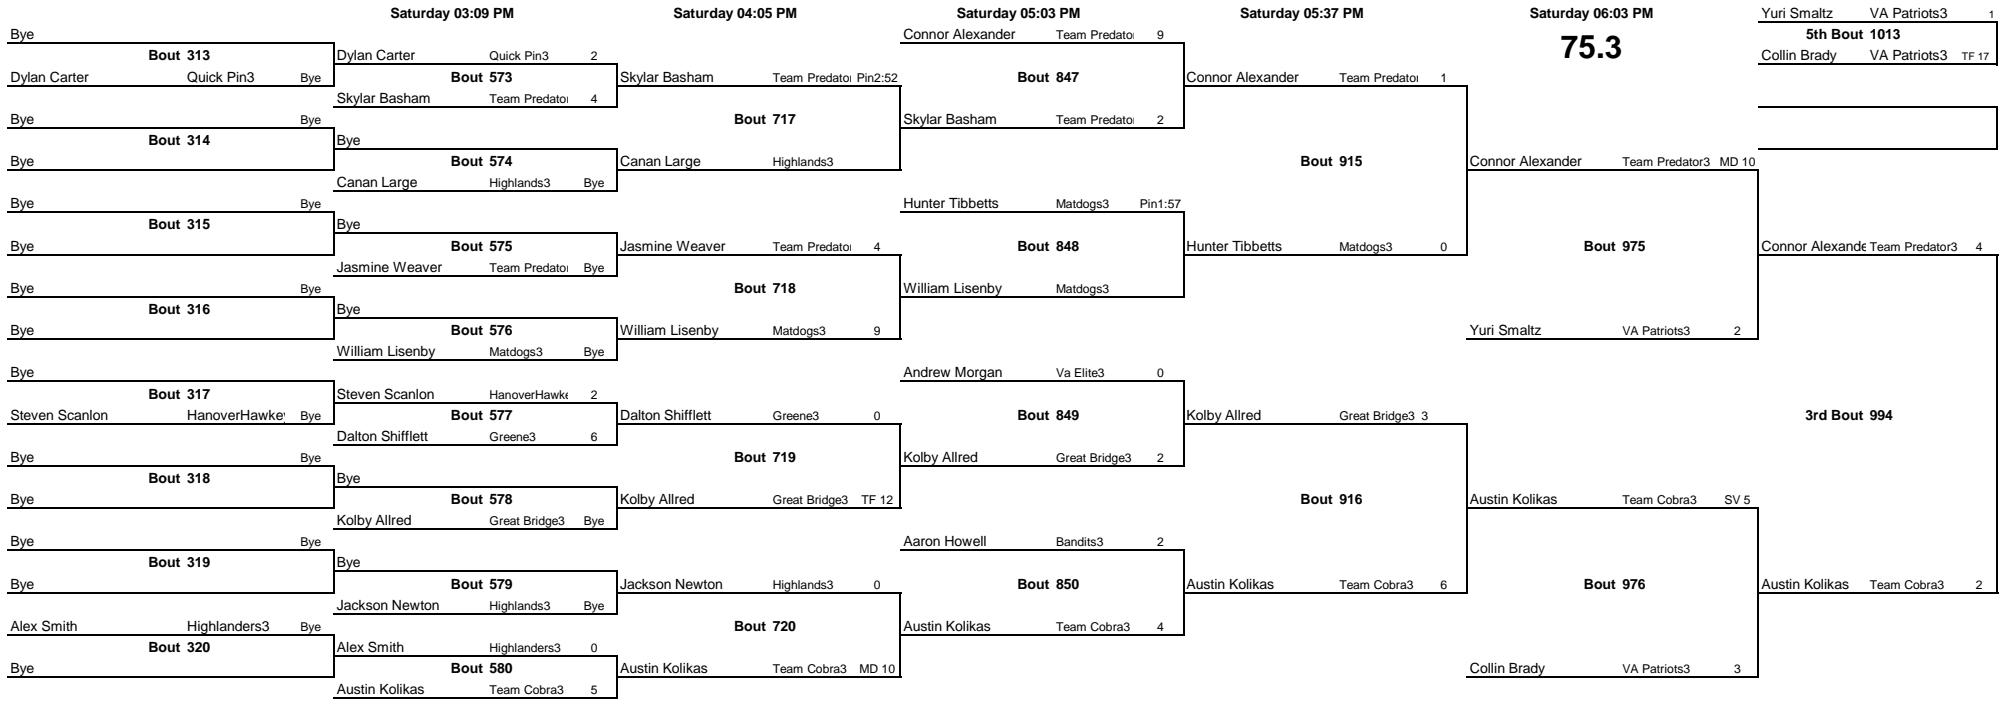 Saturday 03:09 PM Saturday 04:05 PM Saturday 05:03 PM Saturday 05:37 PM Saturday 06:03 PM Yuri Smaltz VA Patriots3 1
Bye Connor Alexander Team Predato 9 5th Bout 1013
75.3
Bout 313 Dylan Carter Quick Pin3 2 Collin Brady VA Patriots3 TF 17
Dylan Carter Quick Pin3 Bye Bout 573 Skylar Basham Team Predato Pin2:52 Bout 847 Connor Alexander Team Predato 1
Skylar Basham Team Predato 4
Bye Bye Bout 717 Skylar Basham Team Predato 2
Bout 314 Bye
Bye Bout 574 Canan Large Highlands3 Bout 915 Connor Alexander Team Predator3 MD 10
Canan Large Highlands3 Bye
Bye Bye Hunter Tibbetts Matdogs3 Pin1:57
Bout 315 Bye
Bye Bout 575 Jasmine Weaver Team Predato 4 Bout 848 Hunter Tibbetts Matdogs3 0 Bout 975 Connor Alexande Team Predator3 4
Jasmine Weaver Team Predato Bye
Bye Bye Bout 718 William Lisenby Matdogs3
Bout 316 Bye
Bye Bout 576 William Lisenby Matdogs3 9 Yuri Smaltz VA Patriots3 2
William Lisenby Matdogs3 Bye
Bye Andrew Morgan Va Elite3 0
Bout 317 Steven Scanlon HanoverHawke 2
Steven Scanlon HanoverHawke Bye Bout 577 Dalton Shifflett Greene3 0 Bout 849 Kolby Allred Great Bridge3 3 3rd Bout 994
Dalton Shifflett Greene3 6
Bye Bye Bout 719 Kolby Allred Great Bridge3 2
Bout 318 Bye
Bye Bout 578 Kolby Allred Great Bridge3 TF 12 Bout 916 Austin Kolikas Team Cobra3 SV 5
Kolby Allred Great Bridge3 Bye
Bye Bye Aaron Howell Bandits3 2
Bout 319 Bye
Bye Bout 579 Jackson Newton Highlands3 0 Bout 850 Austin Kolikas Team Cobra3 6 Bout 976 Austin Kolikas Team Cobra3 2
Jackson Newton Highlands3 Bye
Alex Smith Highlanders3 Bye Bout 720 Austin Kolikas Team Cobra3 4
Bout 320 Alex Smith Highlanders3 0
Bye Bout 580 Austin Kolikas Team Cobra3 MD 10 Collin Brady VA Patriots3 3
Austin Kolikas Team Cobra3 5